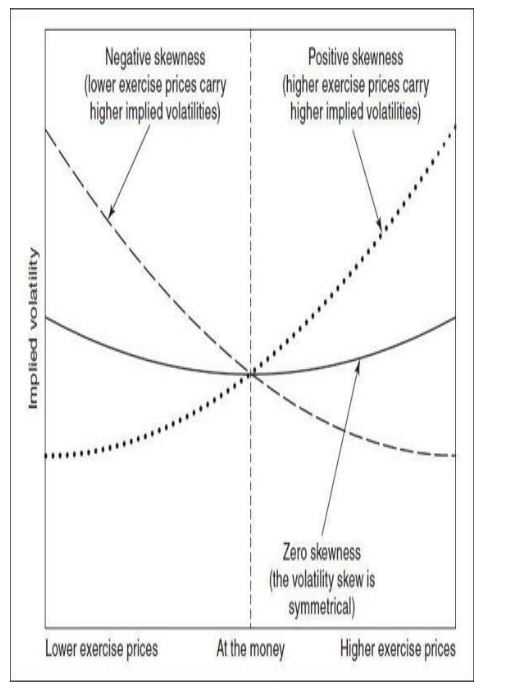 Negative skewness
(lower exercise prices carry
higher implied volatilities)
Positive skewness
(higher exercise prices carry
higher implied volatilities)
Implied volatility
Zero skewness
(the volatility skew is
symmetrical)
Lower exercise prices
At the money
Higher exercise prices